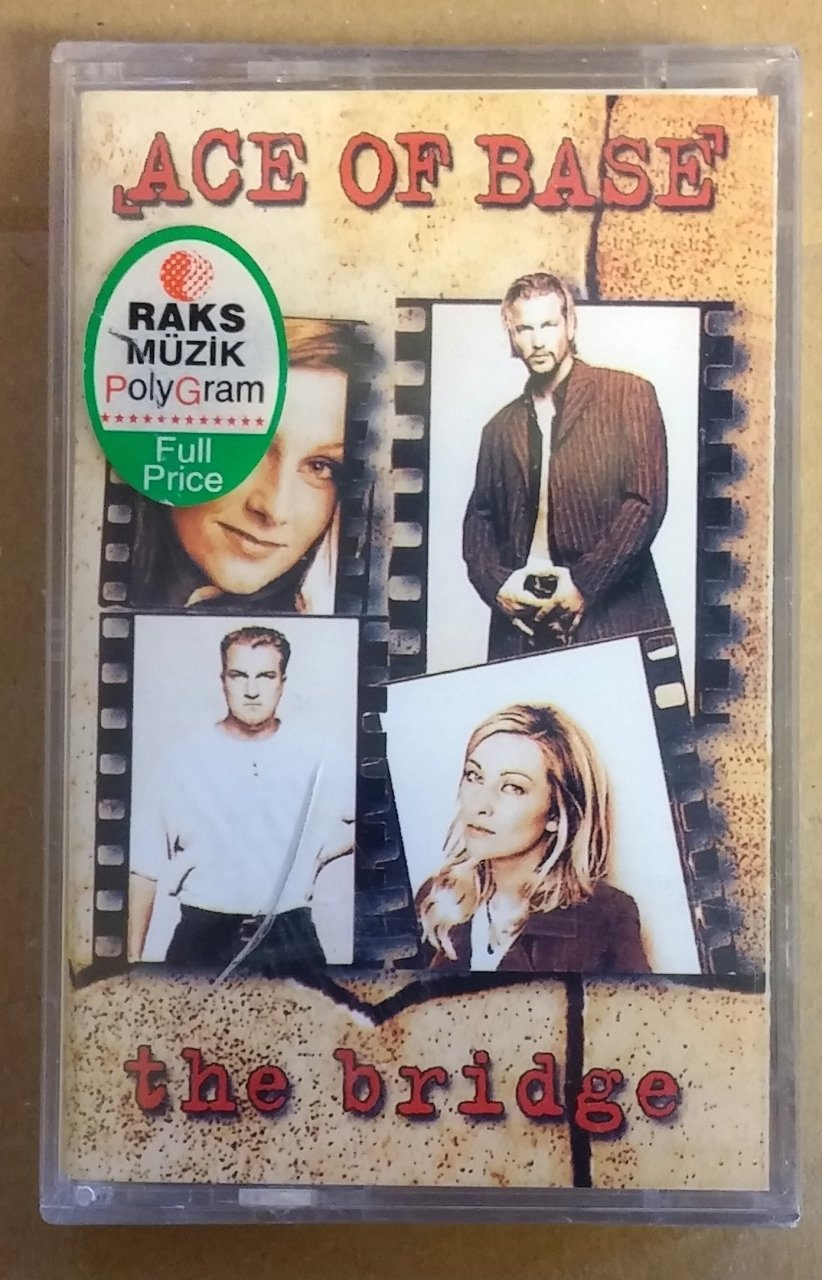 ACE OF BASE
RAKS
MÜZİK
PolyGram
Full
Price
the bridge